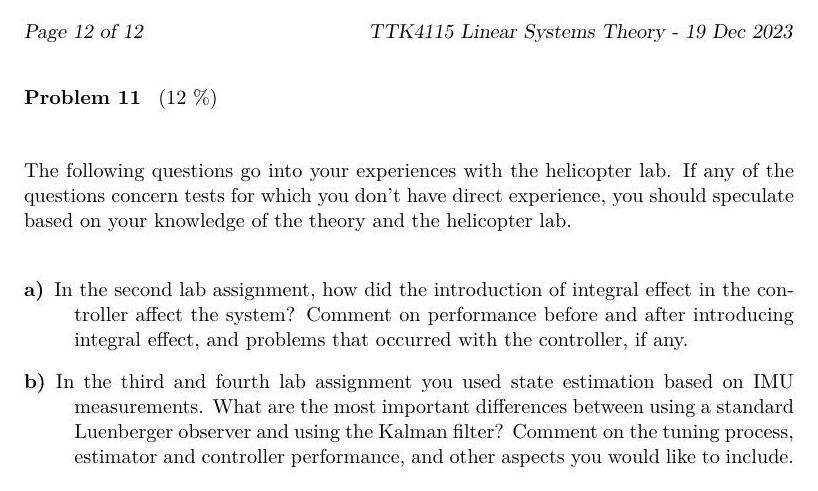 Page 12 of 12 TTK4115 Linear Systems Theory - 19 Dec 2023
Problem 11 (12 %)
The following questions go into your experiences with the helicopter lab. If any of the
questions concern tests for which you don't have direct experience, you should speculate
based on your knowledge of the theory and the helicopter lab.
a) In the second lab assignment, how did the introduction of integral effect in the con-
troller affect the system? Comment on performance before and after introducing
integral effect, and problems that occurred with the controller, if any.
b) In the third and fourth lab assignment you used state estimation based on IMU
measurements. What are the most important differences between using a standard
Luenberger observer and using the Kalman filter? Comment on the tuning process,
estimator and controller performance, and other aspects you would like to include.